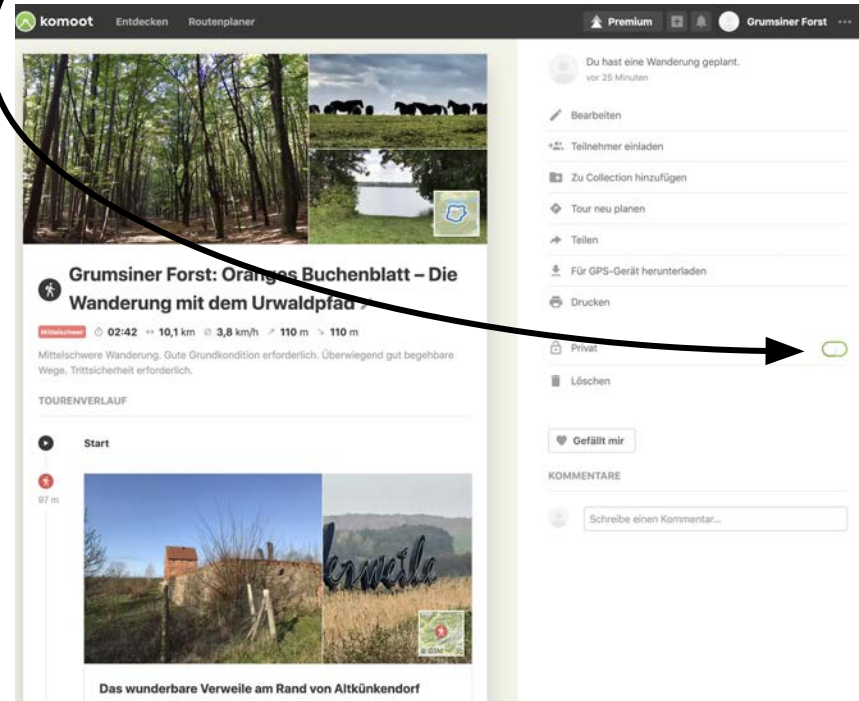 komoot Entdecken Routenplaner Premium Grumsiner Forst
Grumsiner Forst: Oranges Buchenblatt – Die
Wanderung mit dem Urwaldpfad
Mittelschwer 02:42 10,1 km 3,8 km/h 110 m 110 m
Mittelschwere Wanderung. Gute Grundkondition erforderlich. Überwiegend gut begehbare
Wege. Trittsicherheit erforderlich.
TOURENVERLAUF
Start
97 m
derweile
Das wunderbare Verweile am Rand von Altkünkendorf
Du hast eine Wanderung geplant.
vor 25 Minuten
Bearbeiten
Teilnehmer einladen
Zu Collection hinzufügen
Tour neu planen
Teilen
Für GPS-Gerät herunterladen
Drucken
Privat
Löschen
Gefällt mir
KOMMENTARE
Schreibe einen Kommentar...